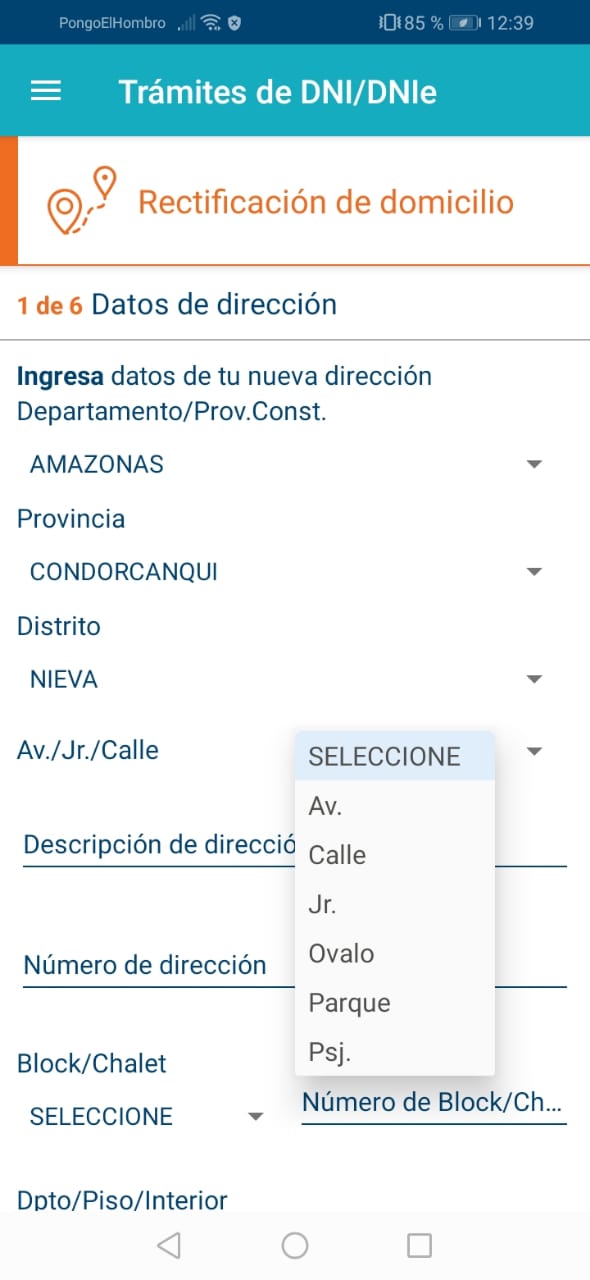 PongoElHombro 85 % 12:39
Trámites de DNI/DNIe
Rectificación de domicilio
1 de 6 Datos de dirección
Ingresa datos de tu nueva dirección
Departamento/Prov.Const.
AMAZONAS
Provincia
CONDORCANQUI
Distrito
NIEVA
Av./Jr./Calle
SELECCIONE
Av.
Calle
Jr.
Ovalo
Parque
Psj.
Descripción de direcció
Número de dirección
Block/Chalet
SELECCIONE
Número de Block/Ch...
Dpto/Piso/Interior